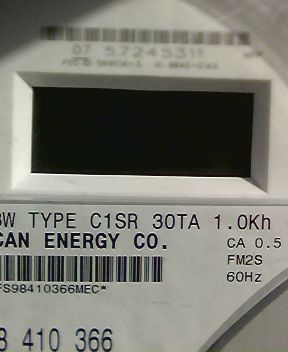 07 57245311
3W TYPE C1SR 30TA 1.0Kh
CAN ENERGY CO.
CA 0.5
FM2S
60Hz
FS98410366MEC*
8 410 366